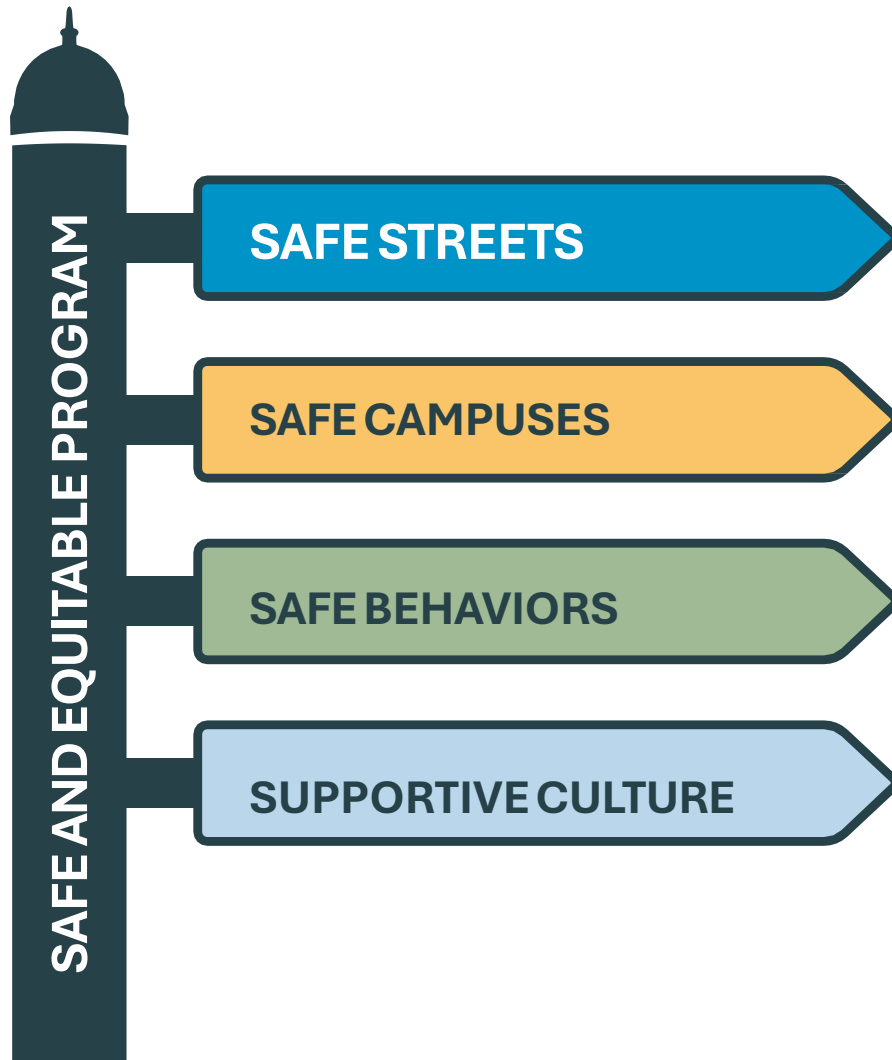 SAFE AND EQUITABLE PROGRAM
SAFE STREETS
SAFE CAMPUSES
SAFE BEHAVIORS
SUPPORTIVE CULTURE